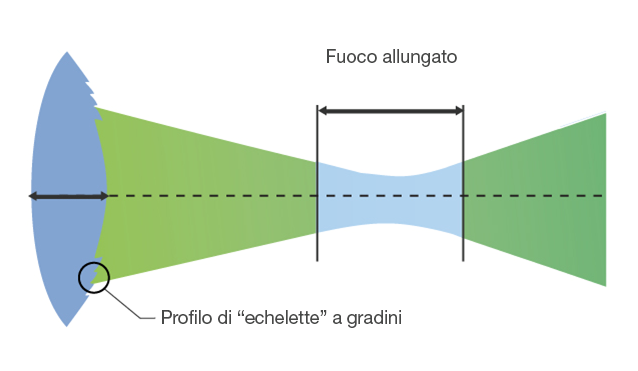 Fuoco allungato
Profilo di “echelette” a gradini